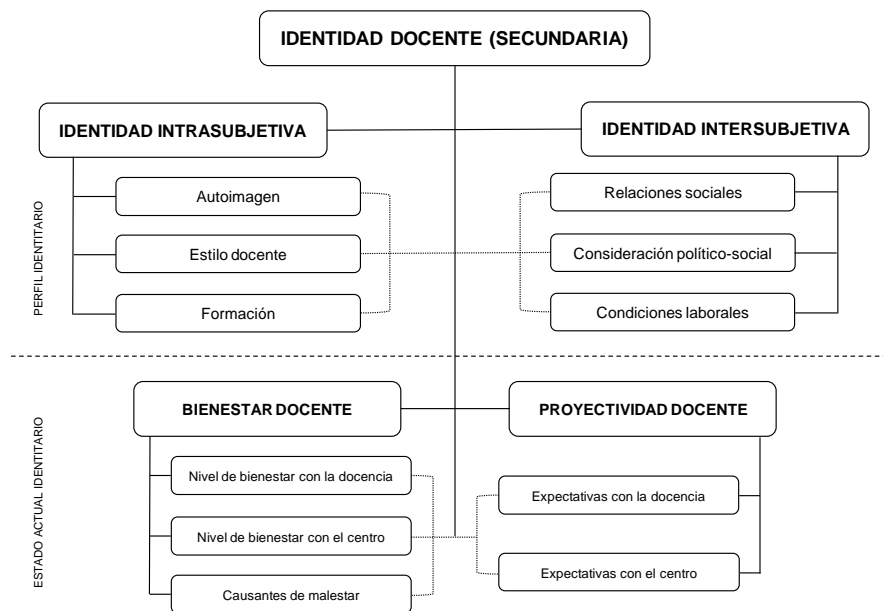 IDENTIDAD DOCENTE (SECUNDARIA)
IDENTIDAD INTRASUBJETIVA
IDENTIDAD INTERSUBJETIVA
PERFIL IDENTITARIO
Autoimagen
Estilo docente
Formación
Relaciones sociales
Consideración político-social
Condiciones laborales
BIENESTAR DOCENTE
PROYECTIVIDAD DOCENTE
ESTADO ACTUAL IDENTITARIO
Nivel de bienestar con la docencia
Nivel de bienestar con el centro
Causantes de malestar
Expectativas con la docencia
Expectativas con el centro